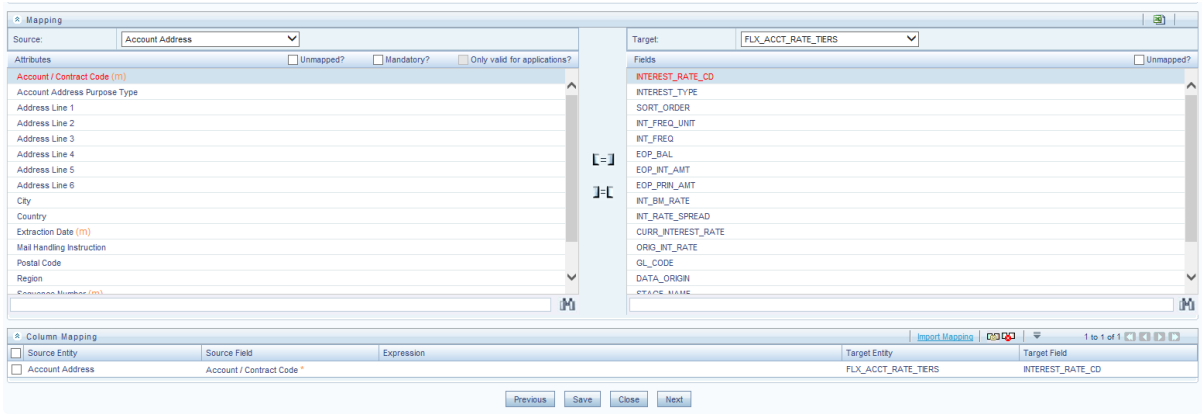 Mapping
Source: Account Address Target: FLX_ACCT_RATE_TIERS
Attributes Unmapped? Mandatory? Only valid for applications? Fields Unmapped?
Account / Contract Code (m) INTEREST_RATE_CD
Account Address Purpose Type INTEREST_TYPE
Address Line 1 SORT_ORDER
Address Line 2 INT_FREQ_UNIT
Address Line 3 INT_FREQ
Address Line 4 EOP_BAL
Address Line 5 EOP_INT_AMT
Address Line 6 EOP_PRIN_AMT
City INT_BM_RATE
Country INT_RATE_SPREAD
Extraction Date (m) CURR_INTEREST_RATE
Mail Handling Instruction ORIG_INT_RATE
Postal Code GL_CODE
Region DATA_ORIGIN
Sequence Number (m) STAGE_NAME
Column Mapping Import Mapping 1 to 1 of 1
Source Entity Source Field Expression Target Entity Target Field
Account Address Account / Contract Code * FLX_ACCT_RATE_TIERS INTEREST_RATE_CD
Previous Save Close Next